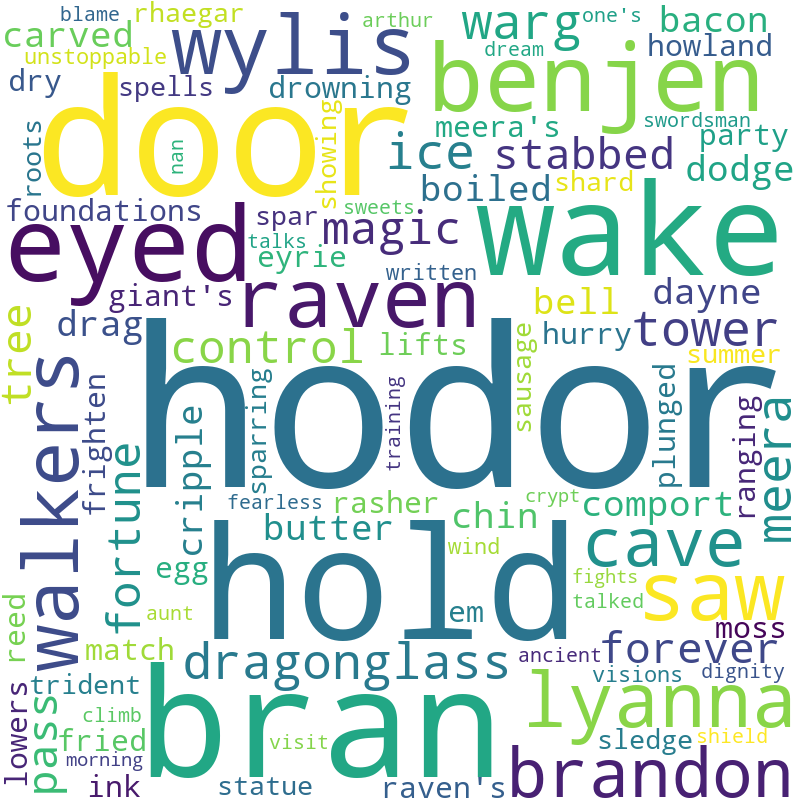 blame
rhaegar
arthur
one's
bacon
unstoppable
carved
wylis
warg
dream
howland
dry
spells
drowning
benjen
swordsman
door
meera's
party
roots
nan
showing
ice
stabbed
dodge
boiled
shard
foundations
spar
sweets
magic
wake
eyed
talks
eyrie
written
giant's
raven
bell
dayne
tree
drag
control
lifts
hurry
tower
summer
walkers
frighten
hodor
sausage
plunged
ranging
meera
cripple
sparring
training
fortune
fearless
rasher
crypt
chin
comport
butter
hold
wind
cave
egg
fights
saw
reed
aunt
em
talked
moss
match
dragonglass
ancient
forever
trident
bran
visions
dignity
lowers
pass
climb
lyanna
fried
visit
sledge
shield
morning
ink
statue
raven's
brandon